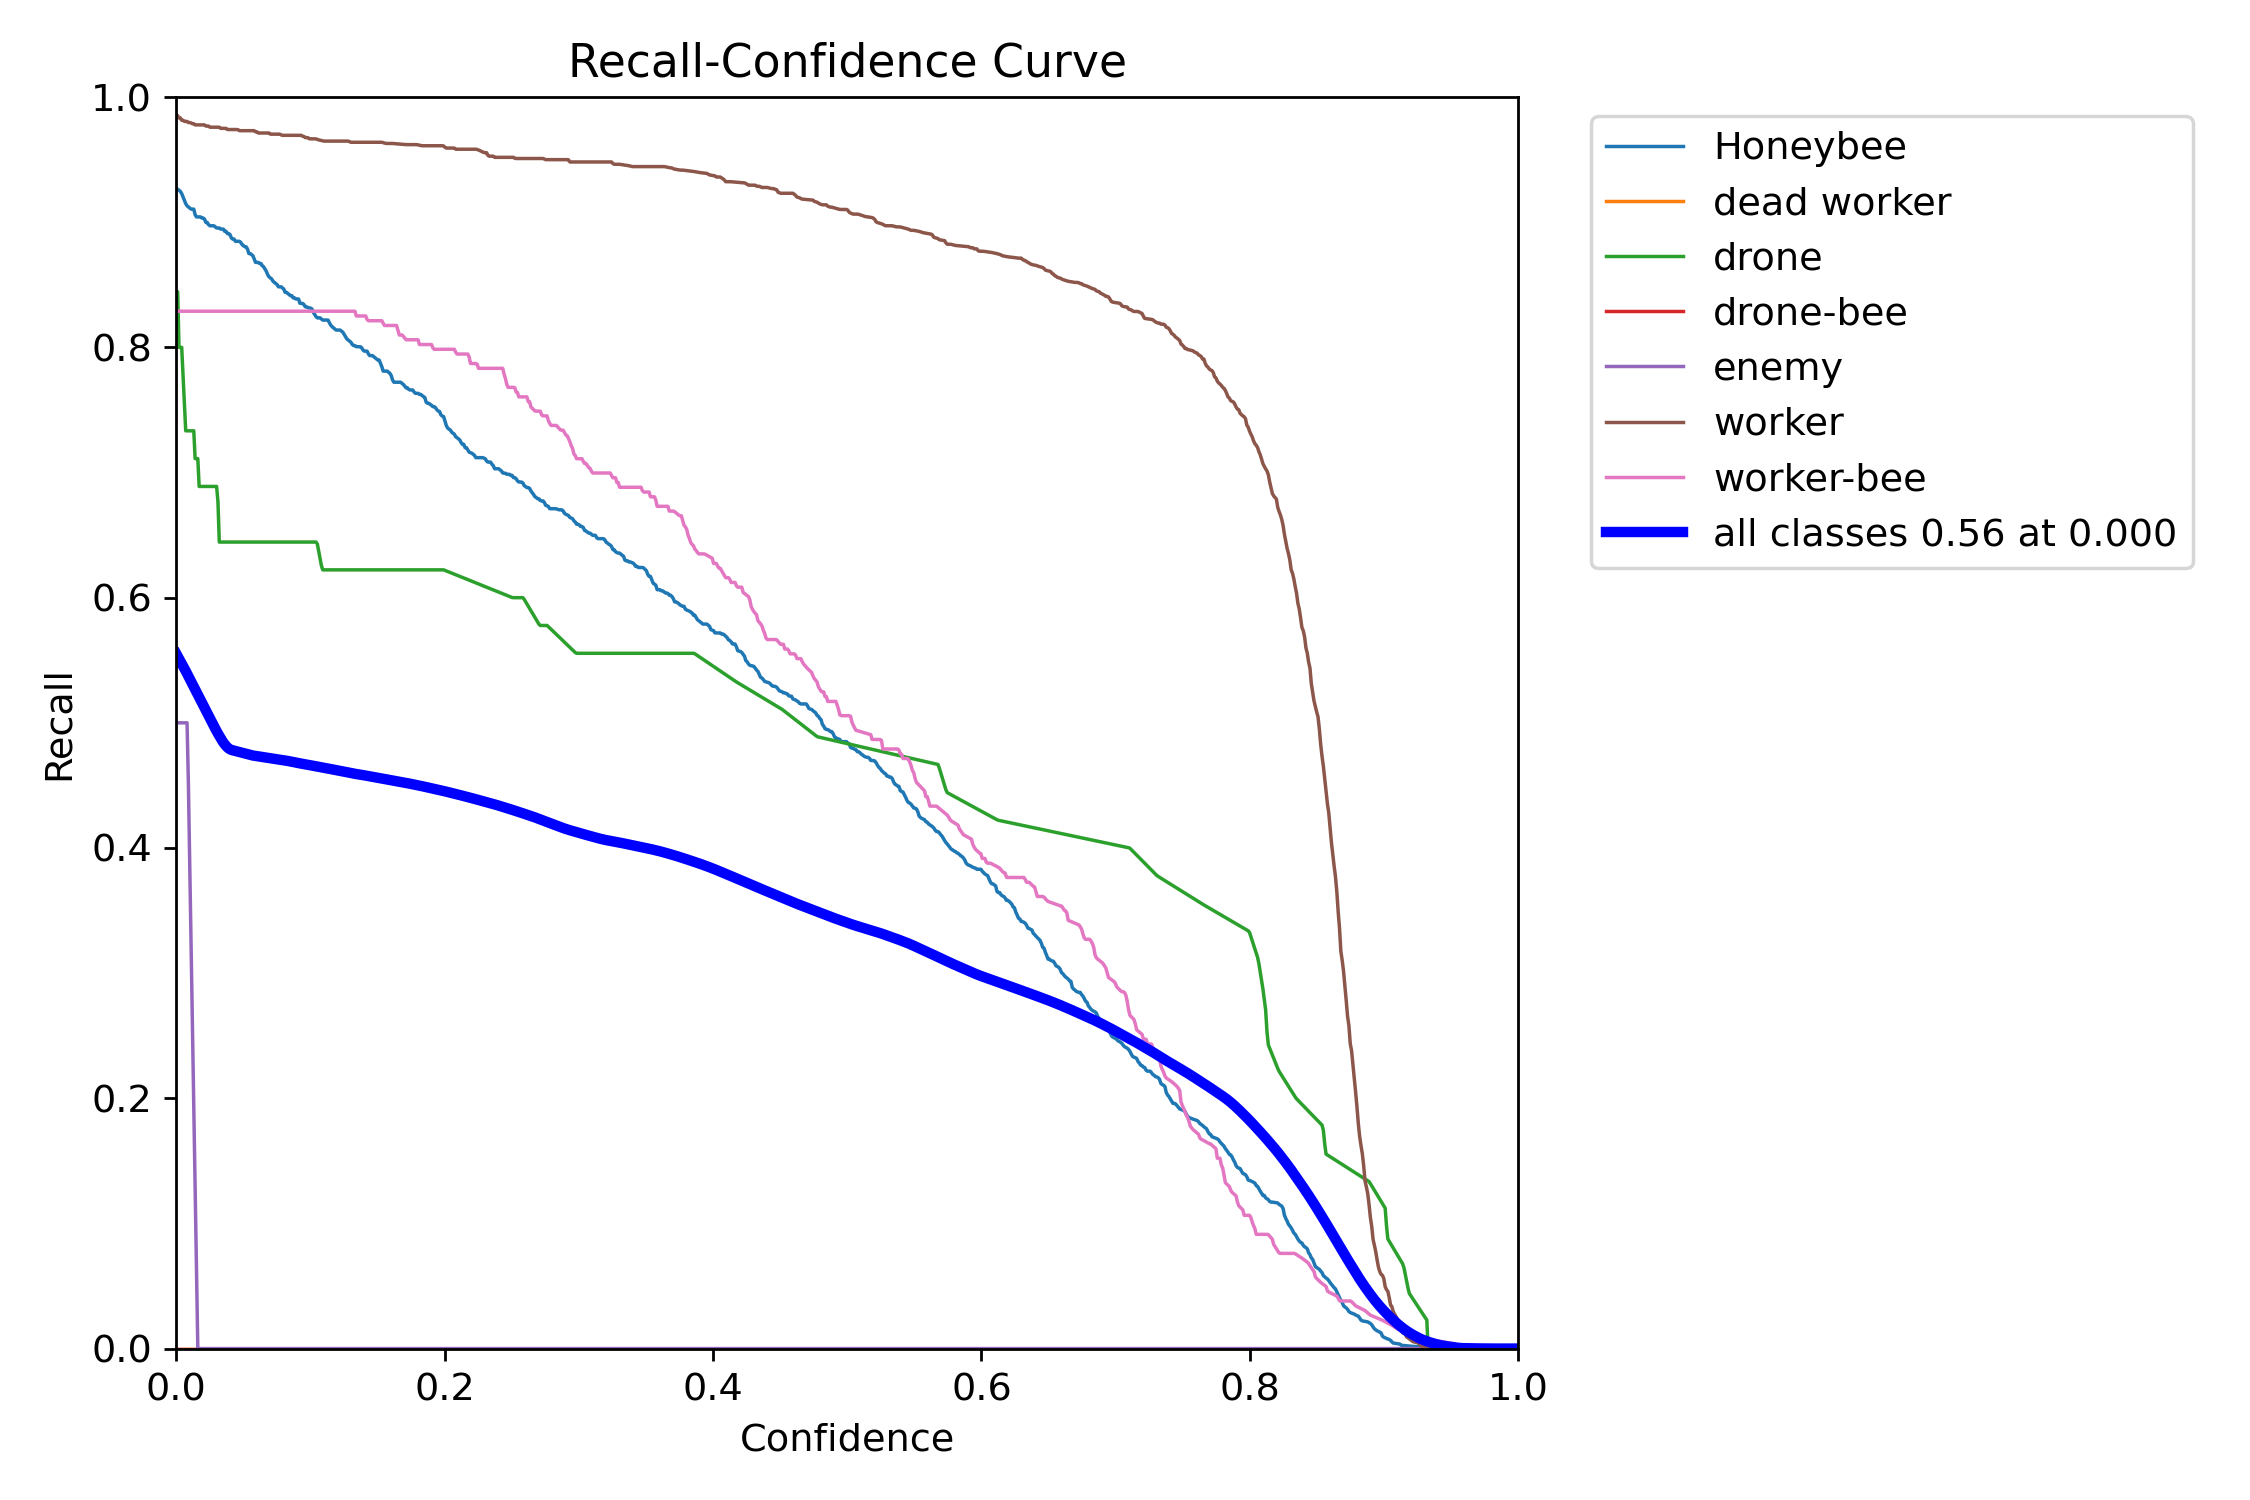 Recall-Confidence Curve
1.0
0.8
0.6
0.4
0.2
0.0
Recall
0.0 0.2 0.4 0.6 0.8 1.0
Confidence
Honeybee
dead worker
drone
drone-bee
enemy
worker
worker-bee
all classes 0.56 at 0.000